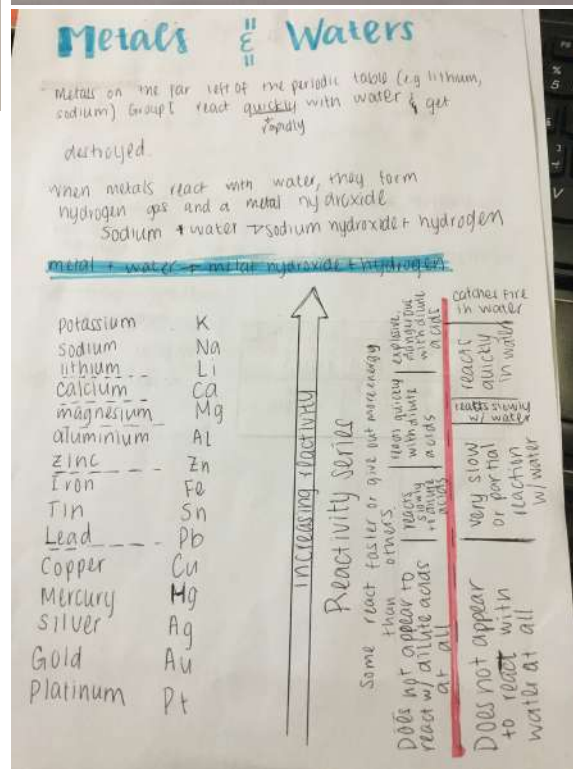 Metals & Waters
Metals on the far left of the periodic table (e.g lithium,
sodium) Group I react quickly with water & get
rapidly
destroyed.
When metals react with water, they form
hydrogen gas and a metal hydroxide
Sodium + water → sodium hydroxide + hydrogen
metal + water → metal hydroxide + hydrogen
Potassium K
sodium Na
lithium Li
calcium Ca
magnesium Mg
aluminium Al
zinc Zn
Iron Fe
Tin Sn
Lead Pb
Copper Cu
Mercury Hg
Silver Ag
Gold Au
Platinum Pt
increasing reactivity
Reactivity series
Some react faster or give out more energy
than others
explosive,
dangerous
with dilute
acids
reacts quickly
with dilute
acids
reacts
slowly
dilute
acids
Does not appear to
react w/ dilute acids
at all
catches fire
in water
reacts
quickly
in water
reacts slowly
w/ water
very slow
or partial
reaction
w/water
Does not appear
to react with
water at all